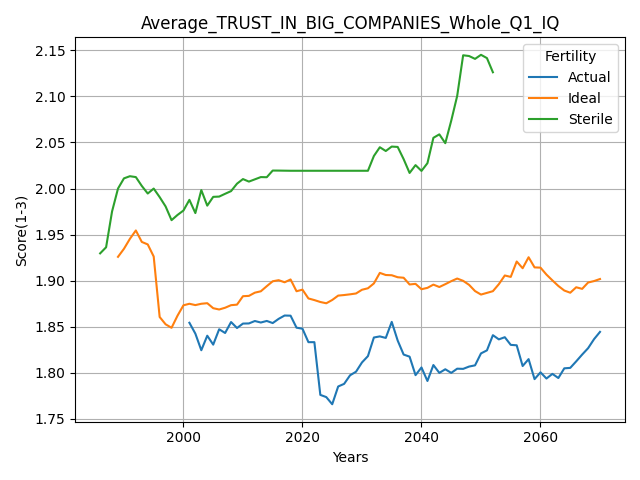 Average_TRUST_IN_BIG_COMPANIES_Whole_Q1_IQ
Score(1-3)
2.15
2.10
2.05
2.00
1.95
1.90
1.85
1.80
1.75
Fertility
Actual
Ideal
Sterile
2000 2020 2040 2060
Years